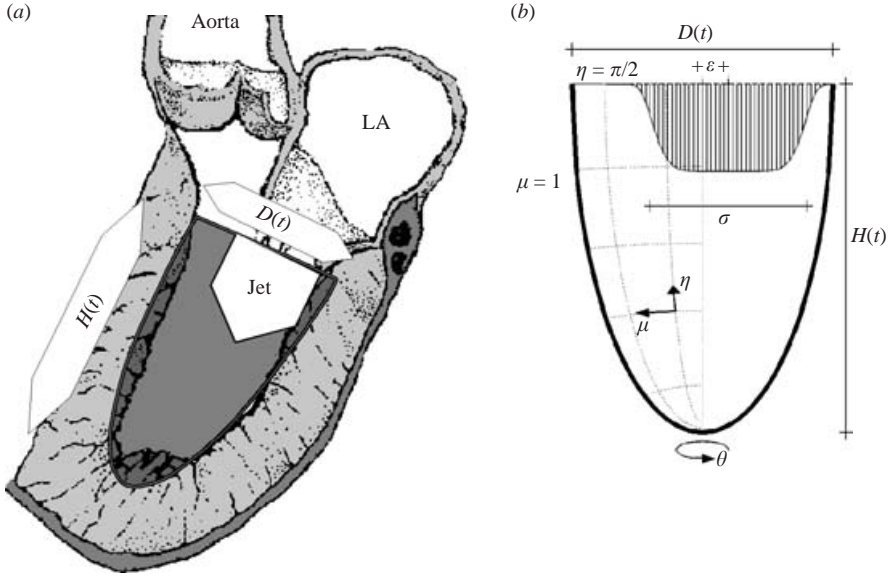 (a)
Aorta
LA
D(t)
H(t)
Jet
(b)
D(t)
η = π/2
+ε+
μ = 1
σ
H(t)
η
μ
θ